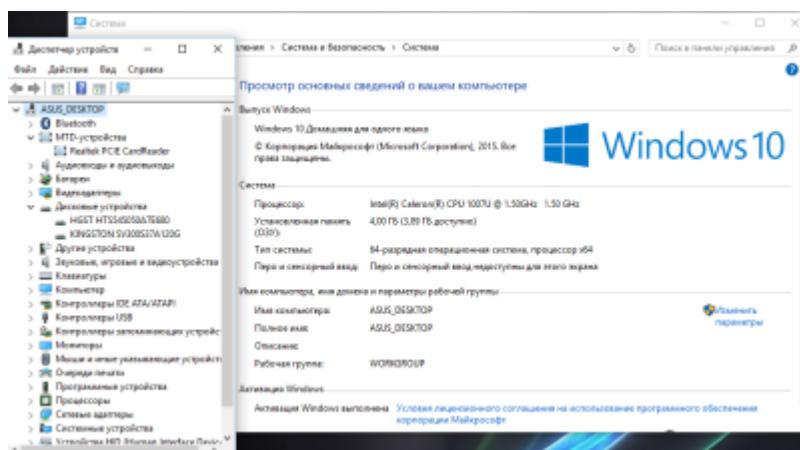 Система
Диспетчер устройств
Файл Действие Вид Справка
ASUS_DESKTOP
Bluetooth
MTD-устройства
Realtek PCIE CardReader
Аудиовходы и аудиовыходы
Батареи
Видеоадаптеры
Дисковые устройства
HGST HTS545050A7E680
KINGSTON SV300S37A120G
Другие устройства
Звуковые, игровые и видеоустройства
Клавиатуры
Компьютер
Контроллеры IDE ATA/ATAPI
Контроллеры USB
Контроллеры запоминающих устройс
Мониторы
Мыши и иные указывающие устройст
Очереди печати
Программные устройства
Процессоры
Сетевые адаптеры
Системные устройства
Устройства HID (Human Interface Devic
вления > Система и безопасность > Система
Поиск в панели управления
Просмотр основных сведений о вашем компьютере
Выпуск Windows
Windows 10 Домашняя для одного языка
© Корпорация Майкрософт (Microsoft Corporation), 2015. Все
права защищены.
Windows 10
Система
Процессор: Intel(R) Celeron(R) CPU 1007U @ 1.50GHz 1.50 GHz
Установленная память 4,00 ГБ (3,89 ГБ доступно)
(ОЗУ):
Тип системы: 64-разрядная операционная система, процессор x64
Перо и сенсорный ввод: Перо и сенсорный ввод недоступны для этого экрана
Имя компьютера, имя домена и параметры рабочей группы
Имя компьютера: ASUS_DESKTOP
Изменить
параметры
Полное имя: ASUS_DESKTOP
Описание:
Рабочая группа: WORKGROUP
Активация Windows
Активация Windows выполнена Условия лицензионного соглашения на использование программного обеспечения
корпорации Майкрософт